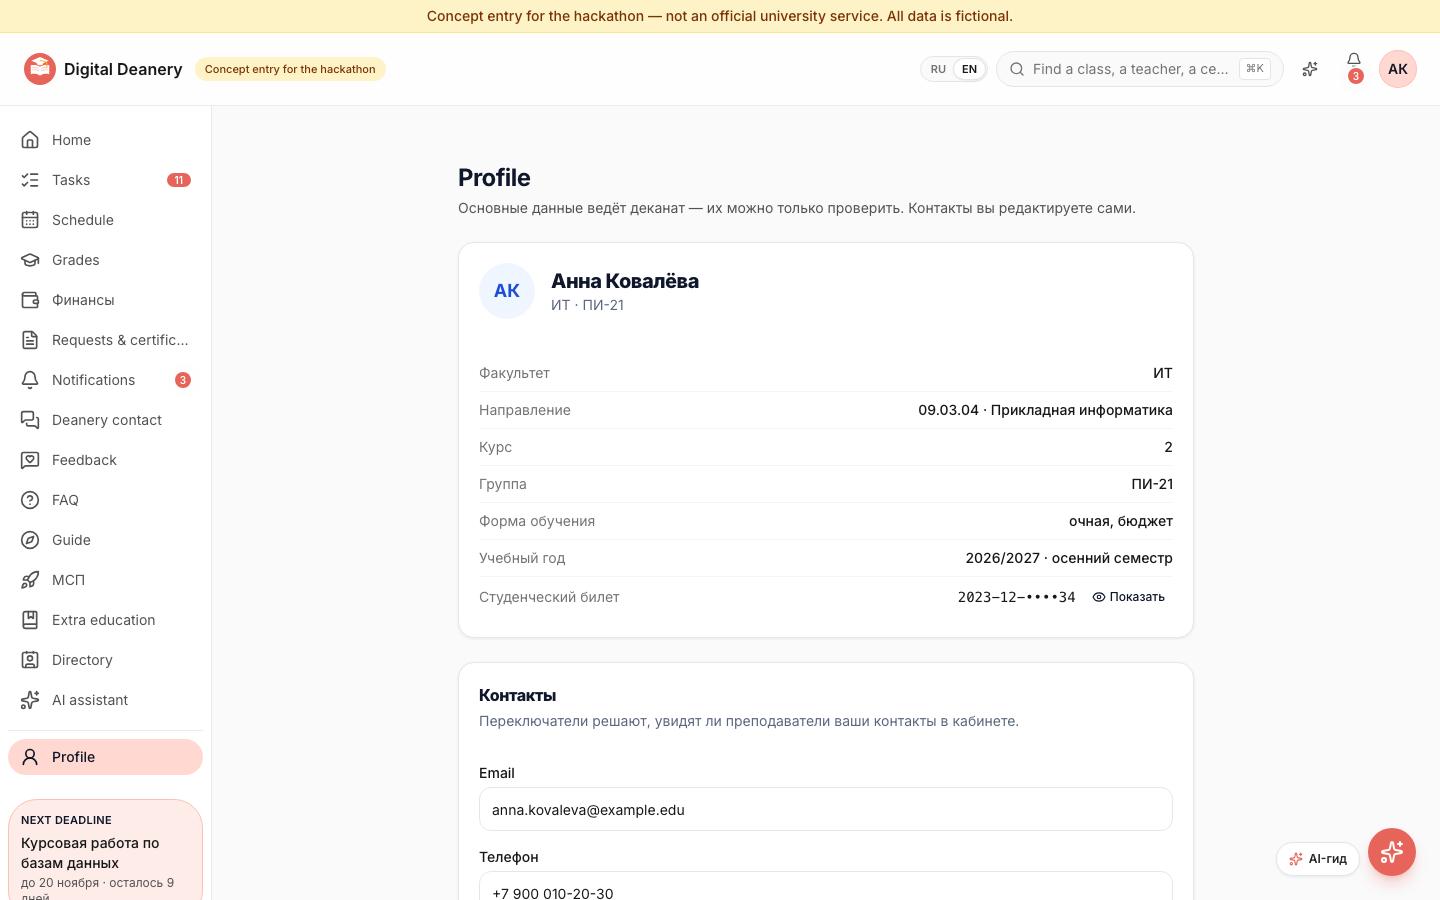 Concept entry for the hackathon — not an official university service. All data is fictional.
Digital Deanery
Concept entry for the hackathon
RU EN
Find a class, a teacher, a ce...
⌘K
3
АК
Home
Tasks 11
Schedule
Grades
Финансы
Requests & certific...
Notifications 3
Deanery contact
Feedback
FAQ
Guide
МСП
Extra education
Directory
AI assistant
Profile
NEXT DEADLINE
Курсовая работа по
базам данных
до 20 ноября · осталось 9
дней
Profile
Основные данные ведёт деканат — их можно только проверить. Контакты вы редактируете сами.
АК
Анна Ковалёва
ИТ · ПИ-21
Факультет ИТ
Направление 09.03.04 · Прикладная информатика
Курс 2
Группа ПИ-21
Форма обучения очная, бюджет
Учебный год 2026/2027 · осенний семестр
Студенческий билет 2023–12–••••34 Показать
Контакты
Переключатели решают, увидят ли преподаватели ваши контакты в кабинете.
Email
anna.kovaleva@example.edu
Телефон
+7 900 010-20-30
AI-гид